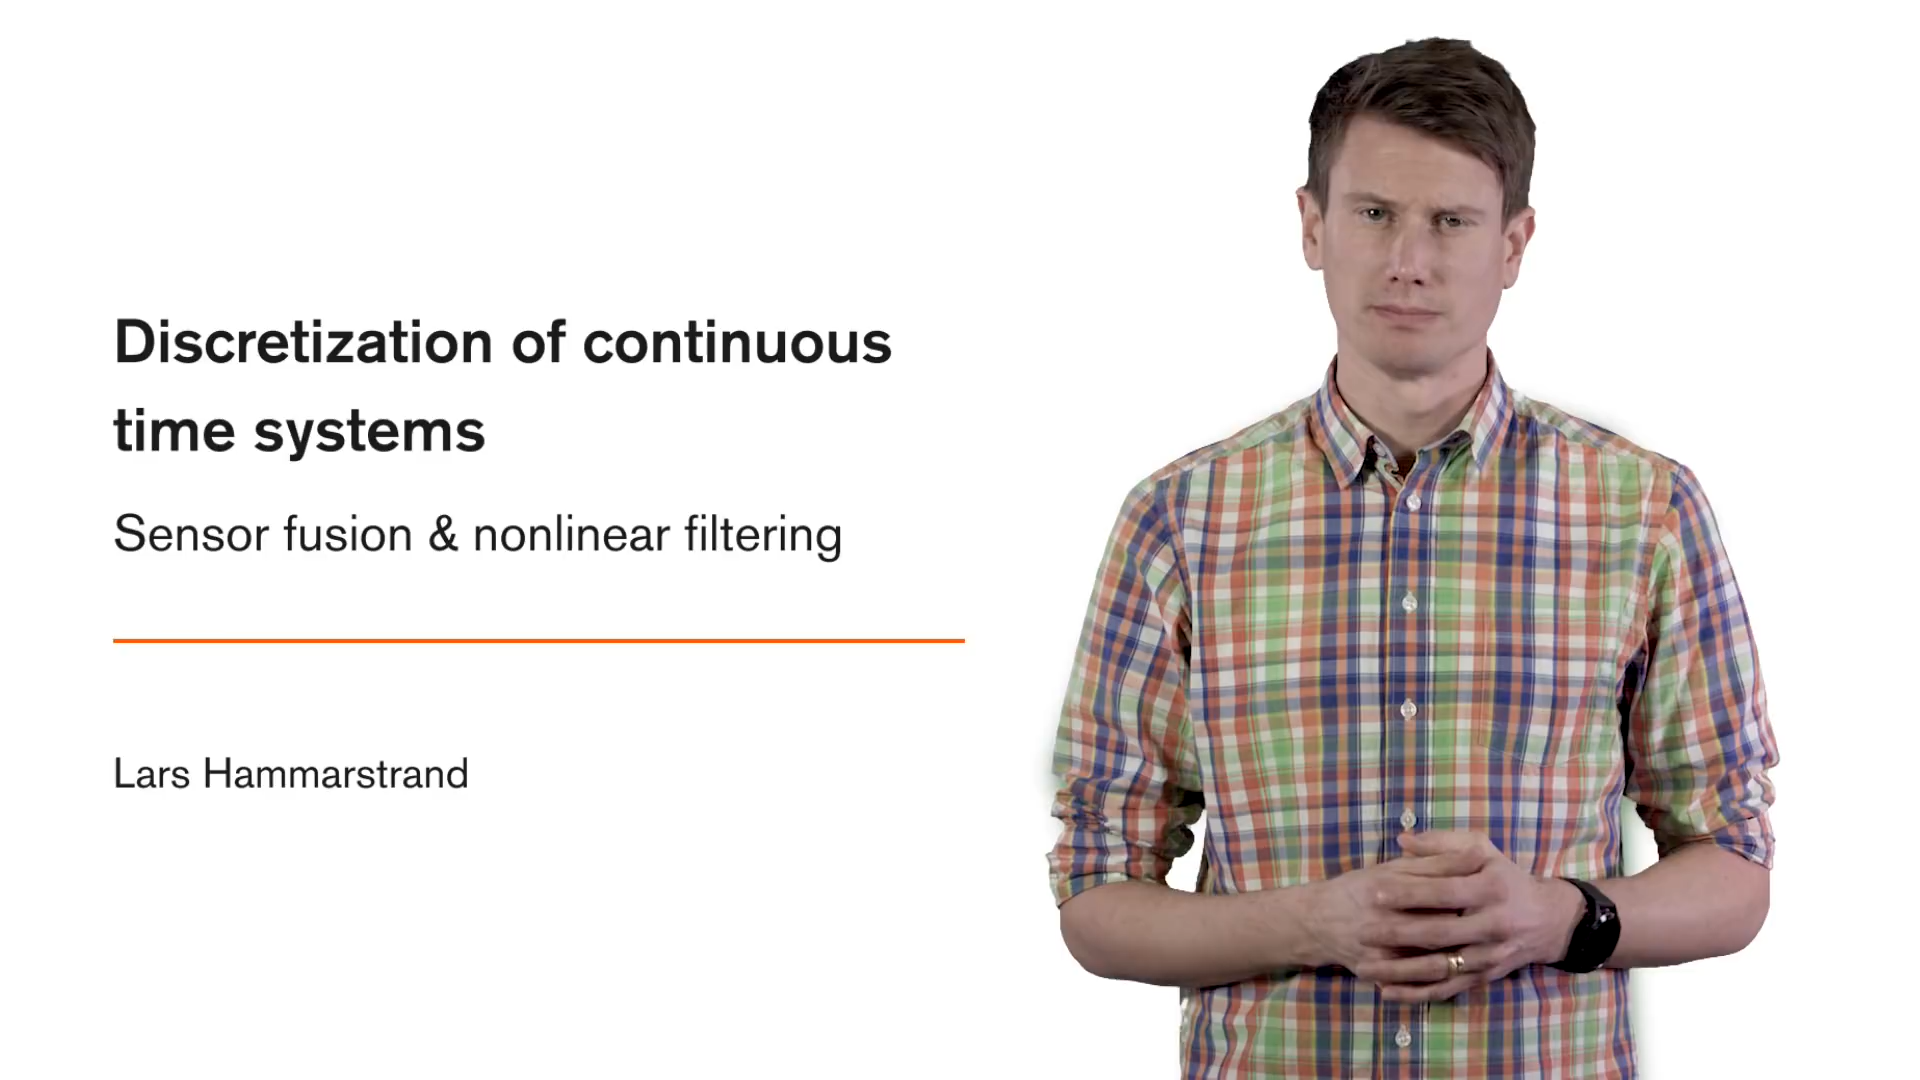 Discretization of continuous
time systems
Sensor fusion & nonlinear filtering
Lars Hammarstrand